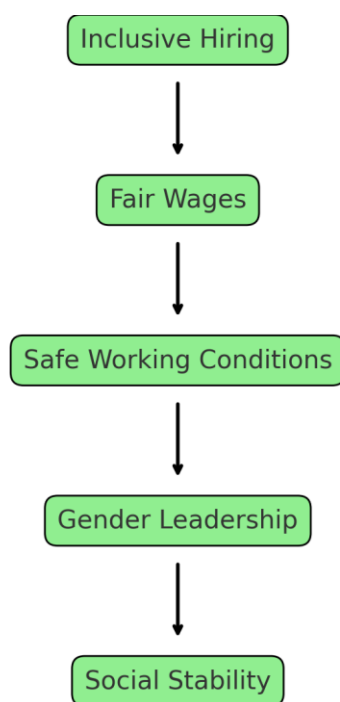 Inclusive Hiring
Fair Wages
Safe Working Conditions
Gender Leadership
Social Stability